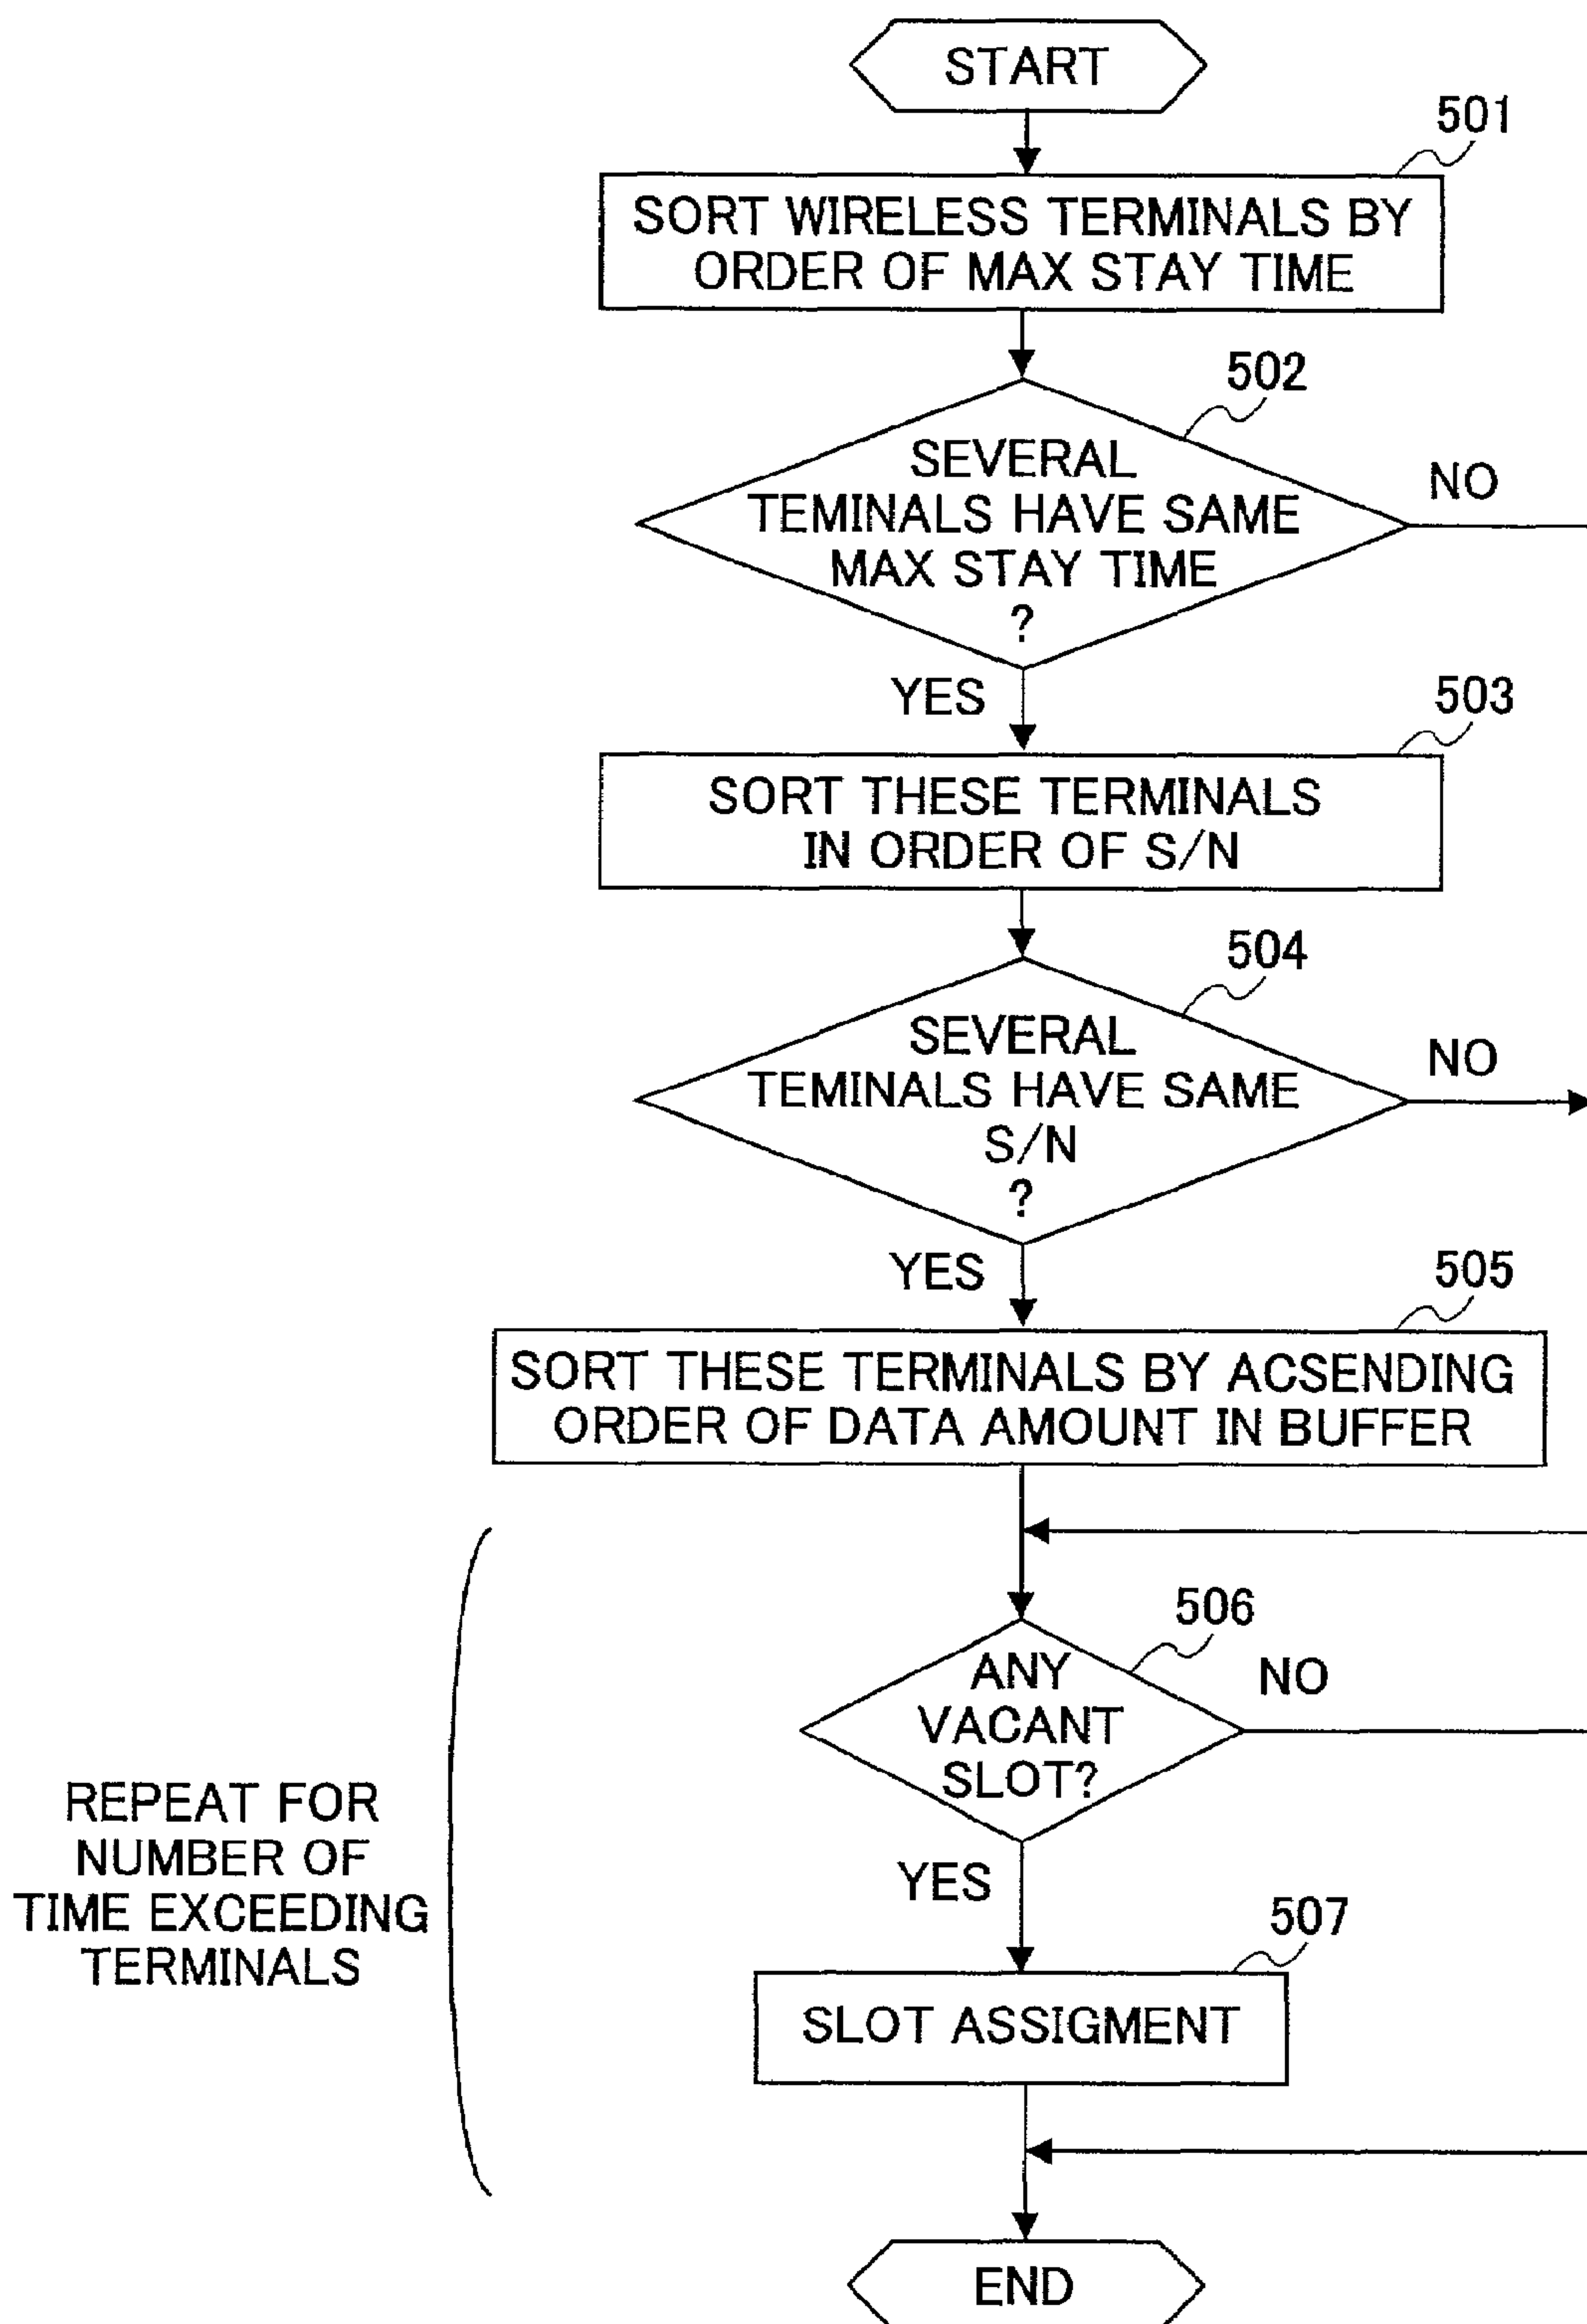 START
501
SORT WIRELESS TERMINALS BY
ORDER OF MAX STAY TIME
502
SEVERAL
TEMINALS HAVE SAME
MAX STAY TIME
?
NO
YES
503
SORT THESE TERMINALS
IN ORDER OF S/N
504
SEVERAL
TEMINALS HAVE SAME
S/N
?
NO
YES
505
SORT THESE TERMINALS BY ACSENDING
ORDER OF DATA AMOUNT IN BUFFER
506
ANY
VACANT
SLOT?
NO
YES
REPEAT FOR
NUMBER OF
TIME EXCEEDING
TERMINALS
507
SLOT ASSIGMENT
END